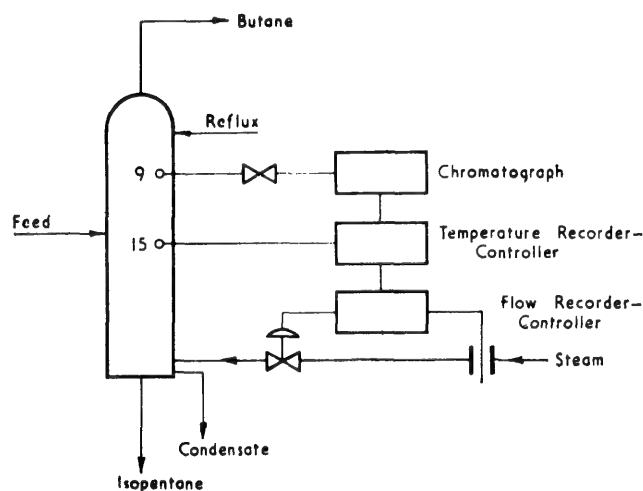 Butane
Reflux
9
Chromatograph
Feed
15
Temperature Recorder-
Controller
Flow Recorder-
Controller
Steam
Condensate
Isopentane